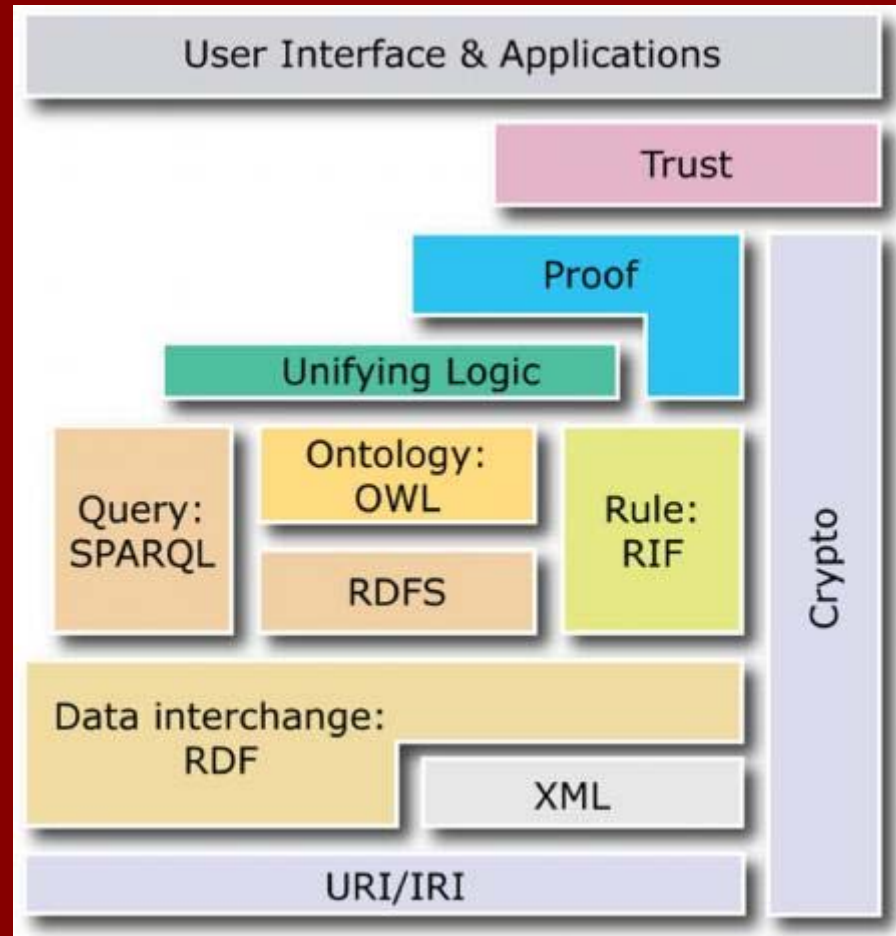 User Interface & Applications
Trust
Proof
Unifying Logic
Query:
SPARQL
Ontology:
OWL
RDFS
Rule:
RIF
Crypto
Data interchange:
RDF
XML
URI/IRI